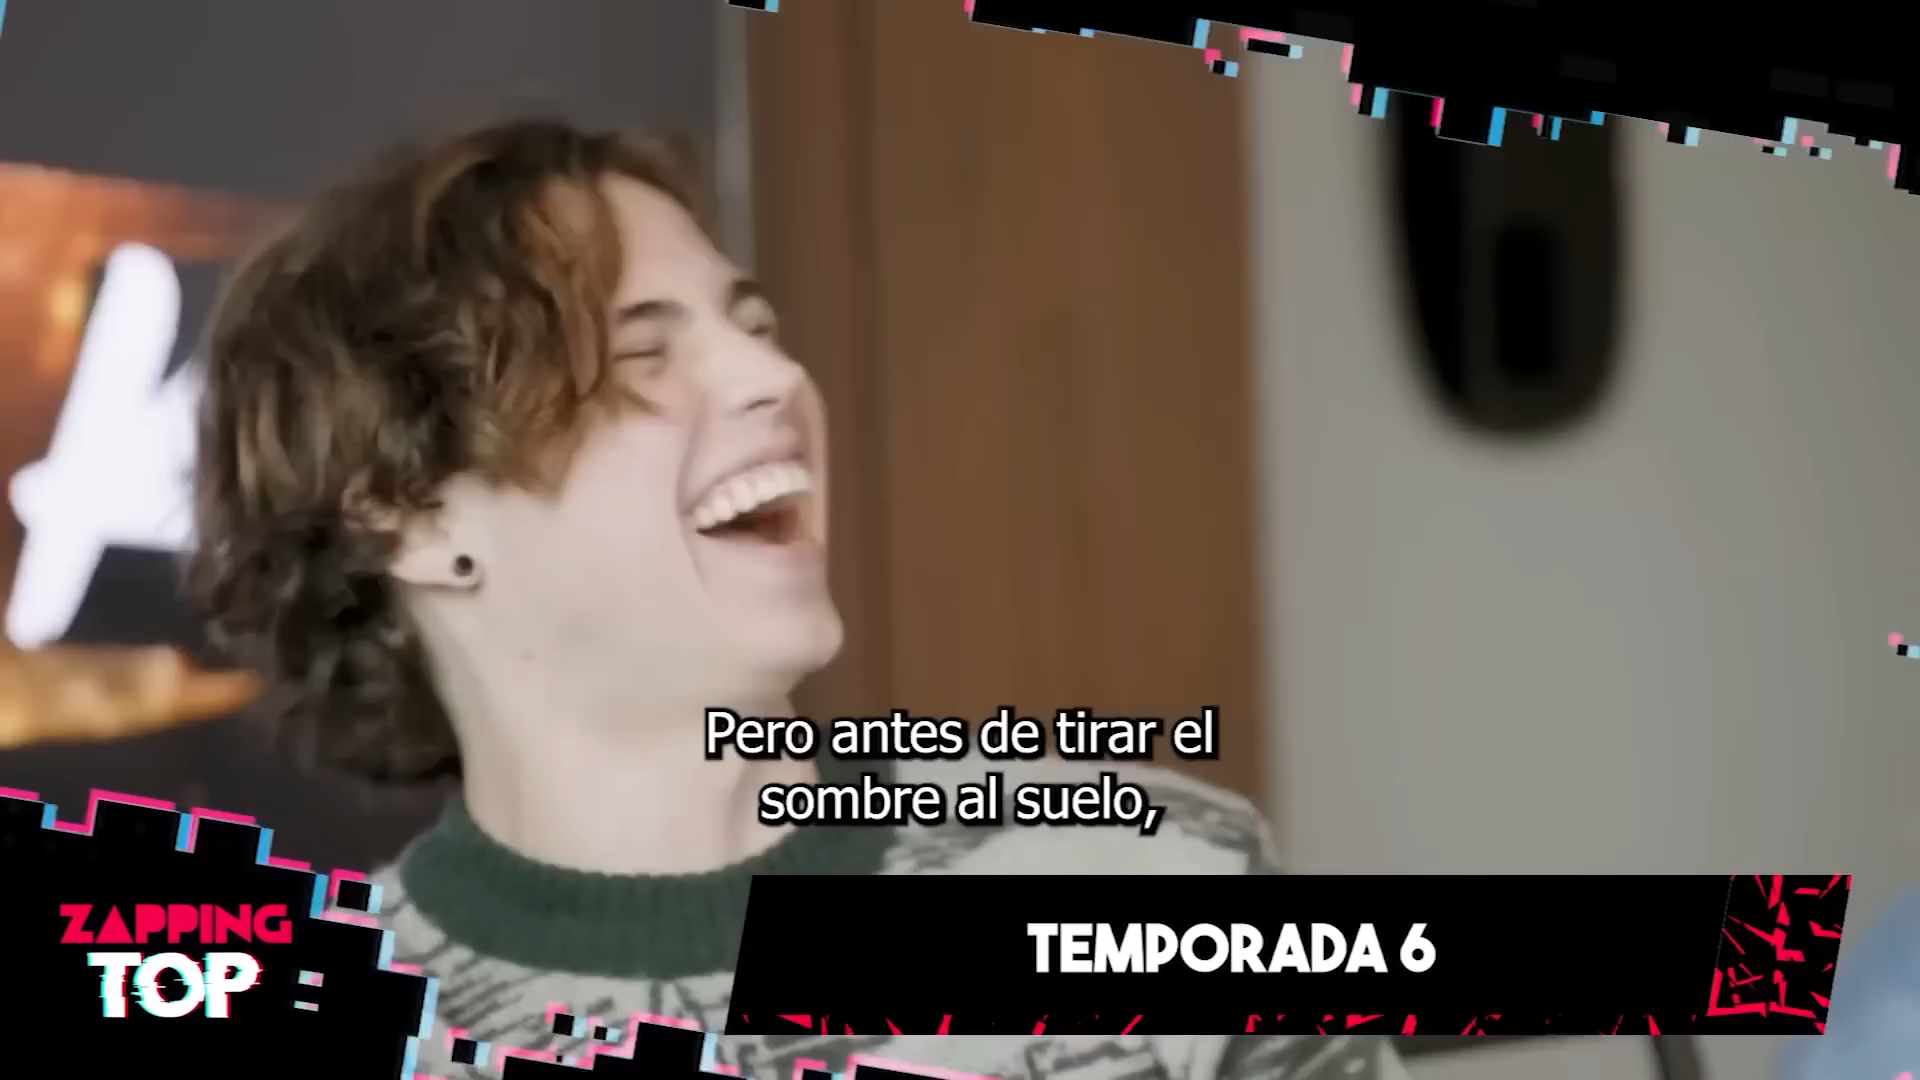 Pero antes de tirar el
sombre al suelo,
TEMPORADA 6
ZAPPING
TOP